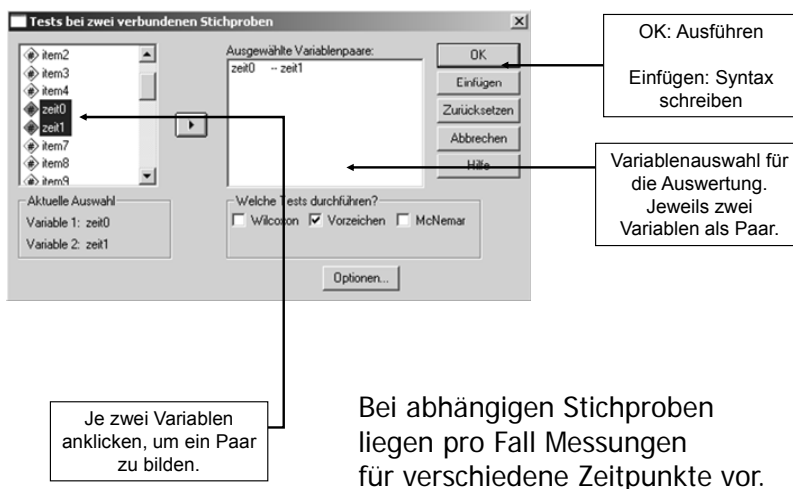 Tests bei zwei verbundenen Stichproben
item2
item3
item4
zeit0
zeit1
item7
item8
item9
Ausgewählte Variablenpaare:
zeit0 -- zeit1
OK
Einfügen
Zurücksetzen
Abbrechen
Hilfe
Aktuelle Auswahl
Variable 1: zeit0
Variable 2: zeit1
Welche Tests durchführen?
Wilcoxon Vorzeichen McNemar
Optionen...
OK: Ausführen
Einfügen: Syntax
schreiben
Variablenauswahl für
die Auswertung.
Jeweils zwei
Variablen als Paar.
Je zwei Variablen
anklicken, um ein Paar
zu bilden.
Bei abhängigen Stichproben
liegen pro Fall Messungen
für verschiedene Zeitpunkte vor.